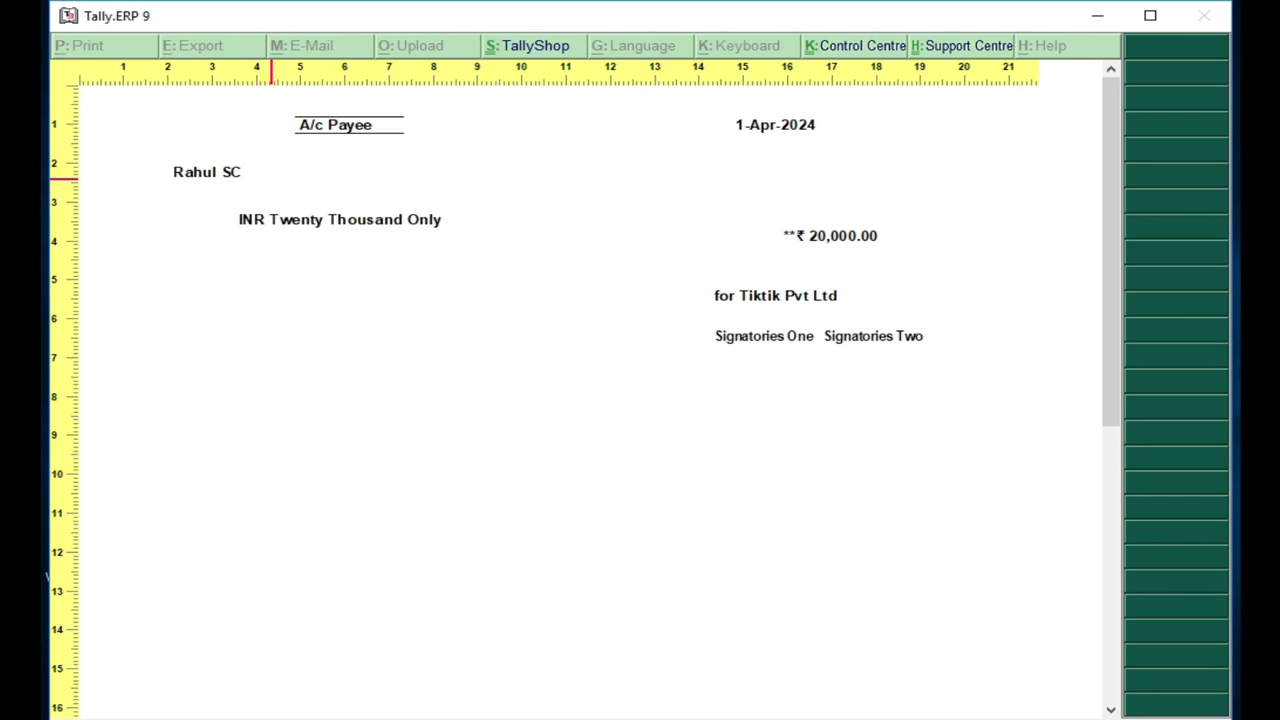 Tally.ERP 9
P: Print E: Export M: E-Mail O: Upload S: TallyShop G: Language K: Keyboard K: Control Centre H: Support Centre H: Help
1 2 3 4 5 6 7 8 9 10 11 12 13 14 15 16 17 18 19 20 21
1 A/c Payee 1-Apr-2024
2 Rahul SC
3 INR Twenty Thousand Only
4 **₹ 20,000.00
5 for Tiktik Pvt Ltd
6 Signatories One Signatories Two
7
8
9
10
11
12
13
14
15
16